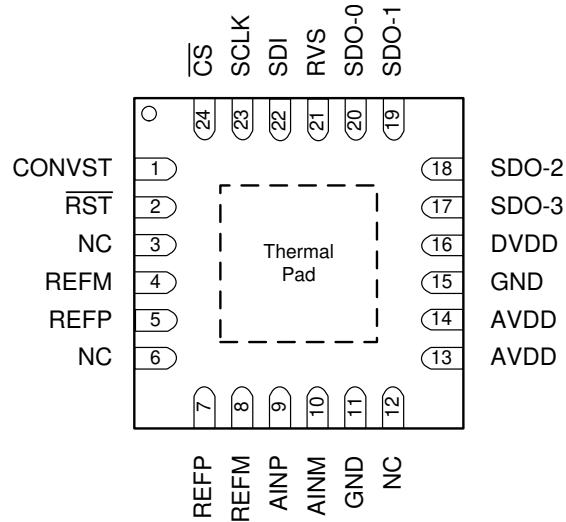 CS
SCLK
SDI
RVS
SDO-0
SDO-1
24
23
22
21
20
19
CONVST 1
RST 2
NC 3
REFM 4
REFP 5
NC 6
Thermal
Pad
18 SDO-2
17 SDO-3
16 DVDD
15 GND
14 AVDD
13 AVDD
7
8
9
10
11
12
REFP
REFM
AINP
AINM
GND
NC